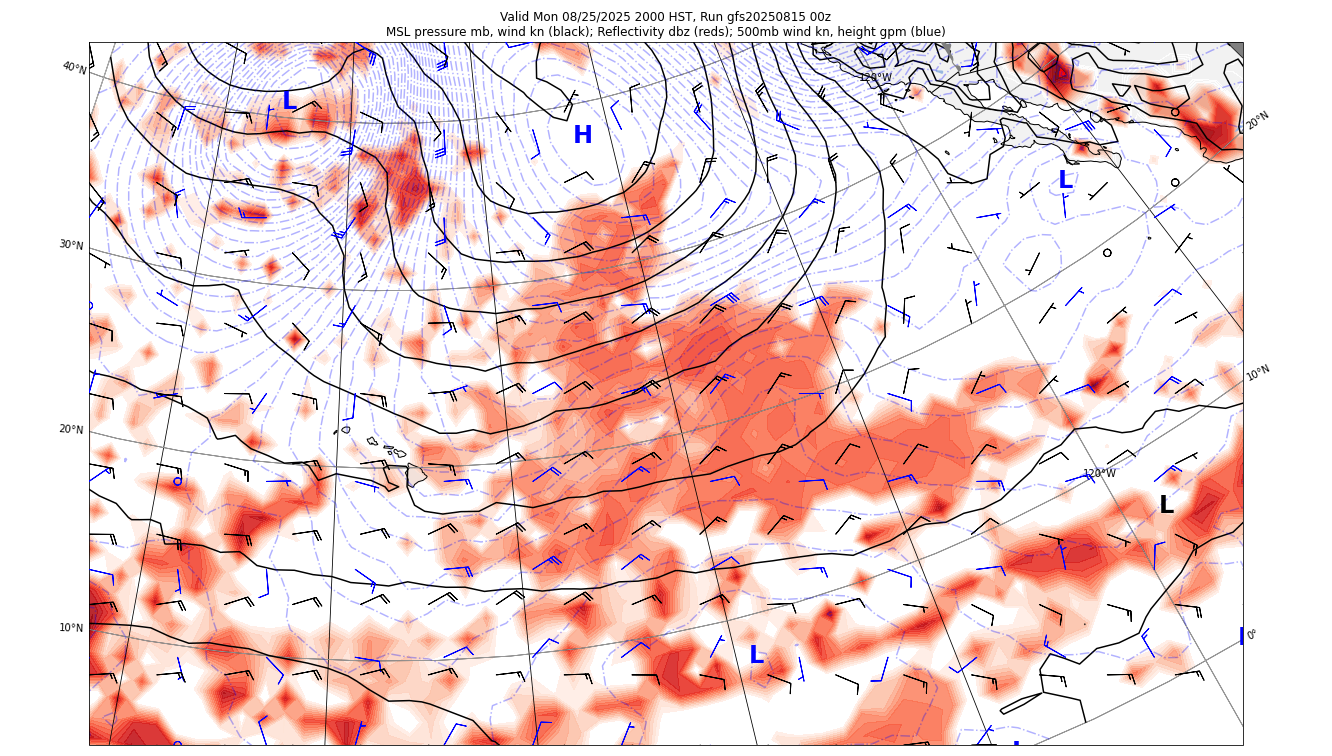 Valid Mon 08/25/2025 2000 HST, Run gfs20250815 00z
MSL pressure mb, wind kn (black); Reflectivity dbz (reds); 500mb wind kn, height gpm (blue)
40°N
120°W
20°N
L
H
L
30°N
10°N
20°N
120°W
L
10°N
0°
L